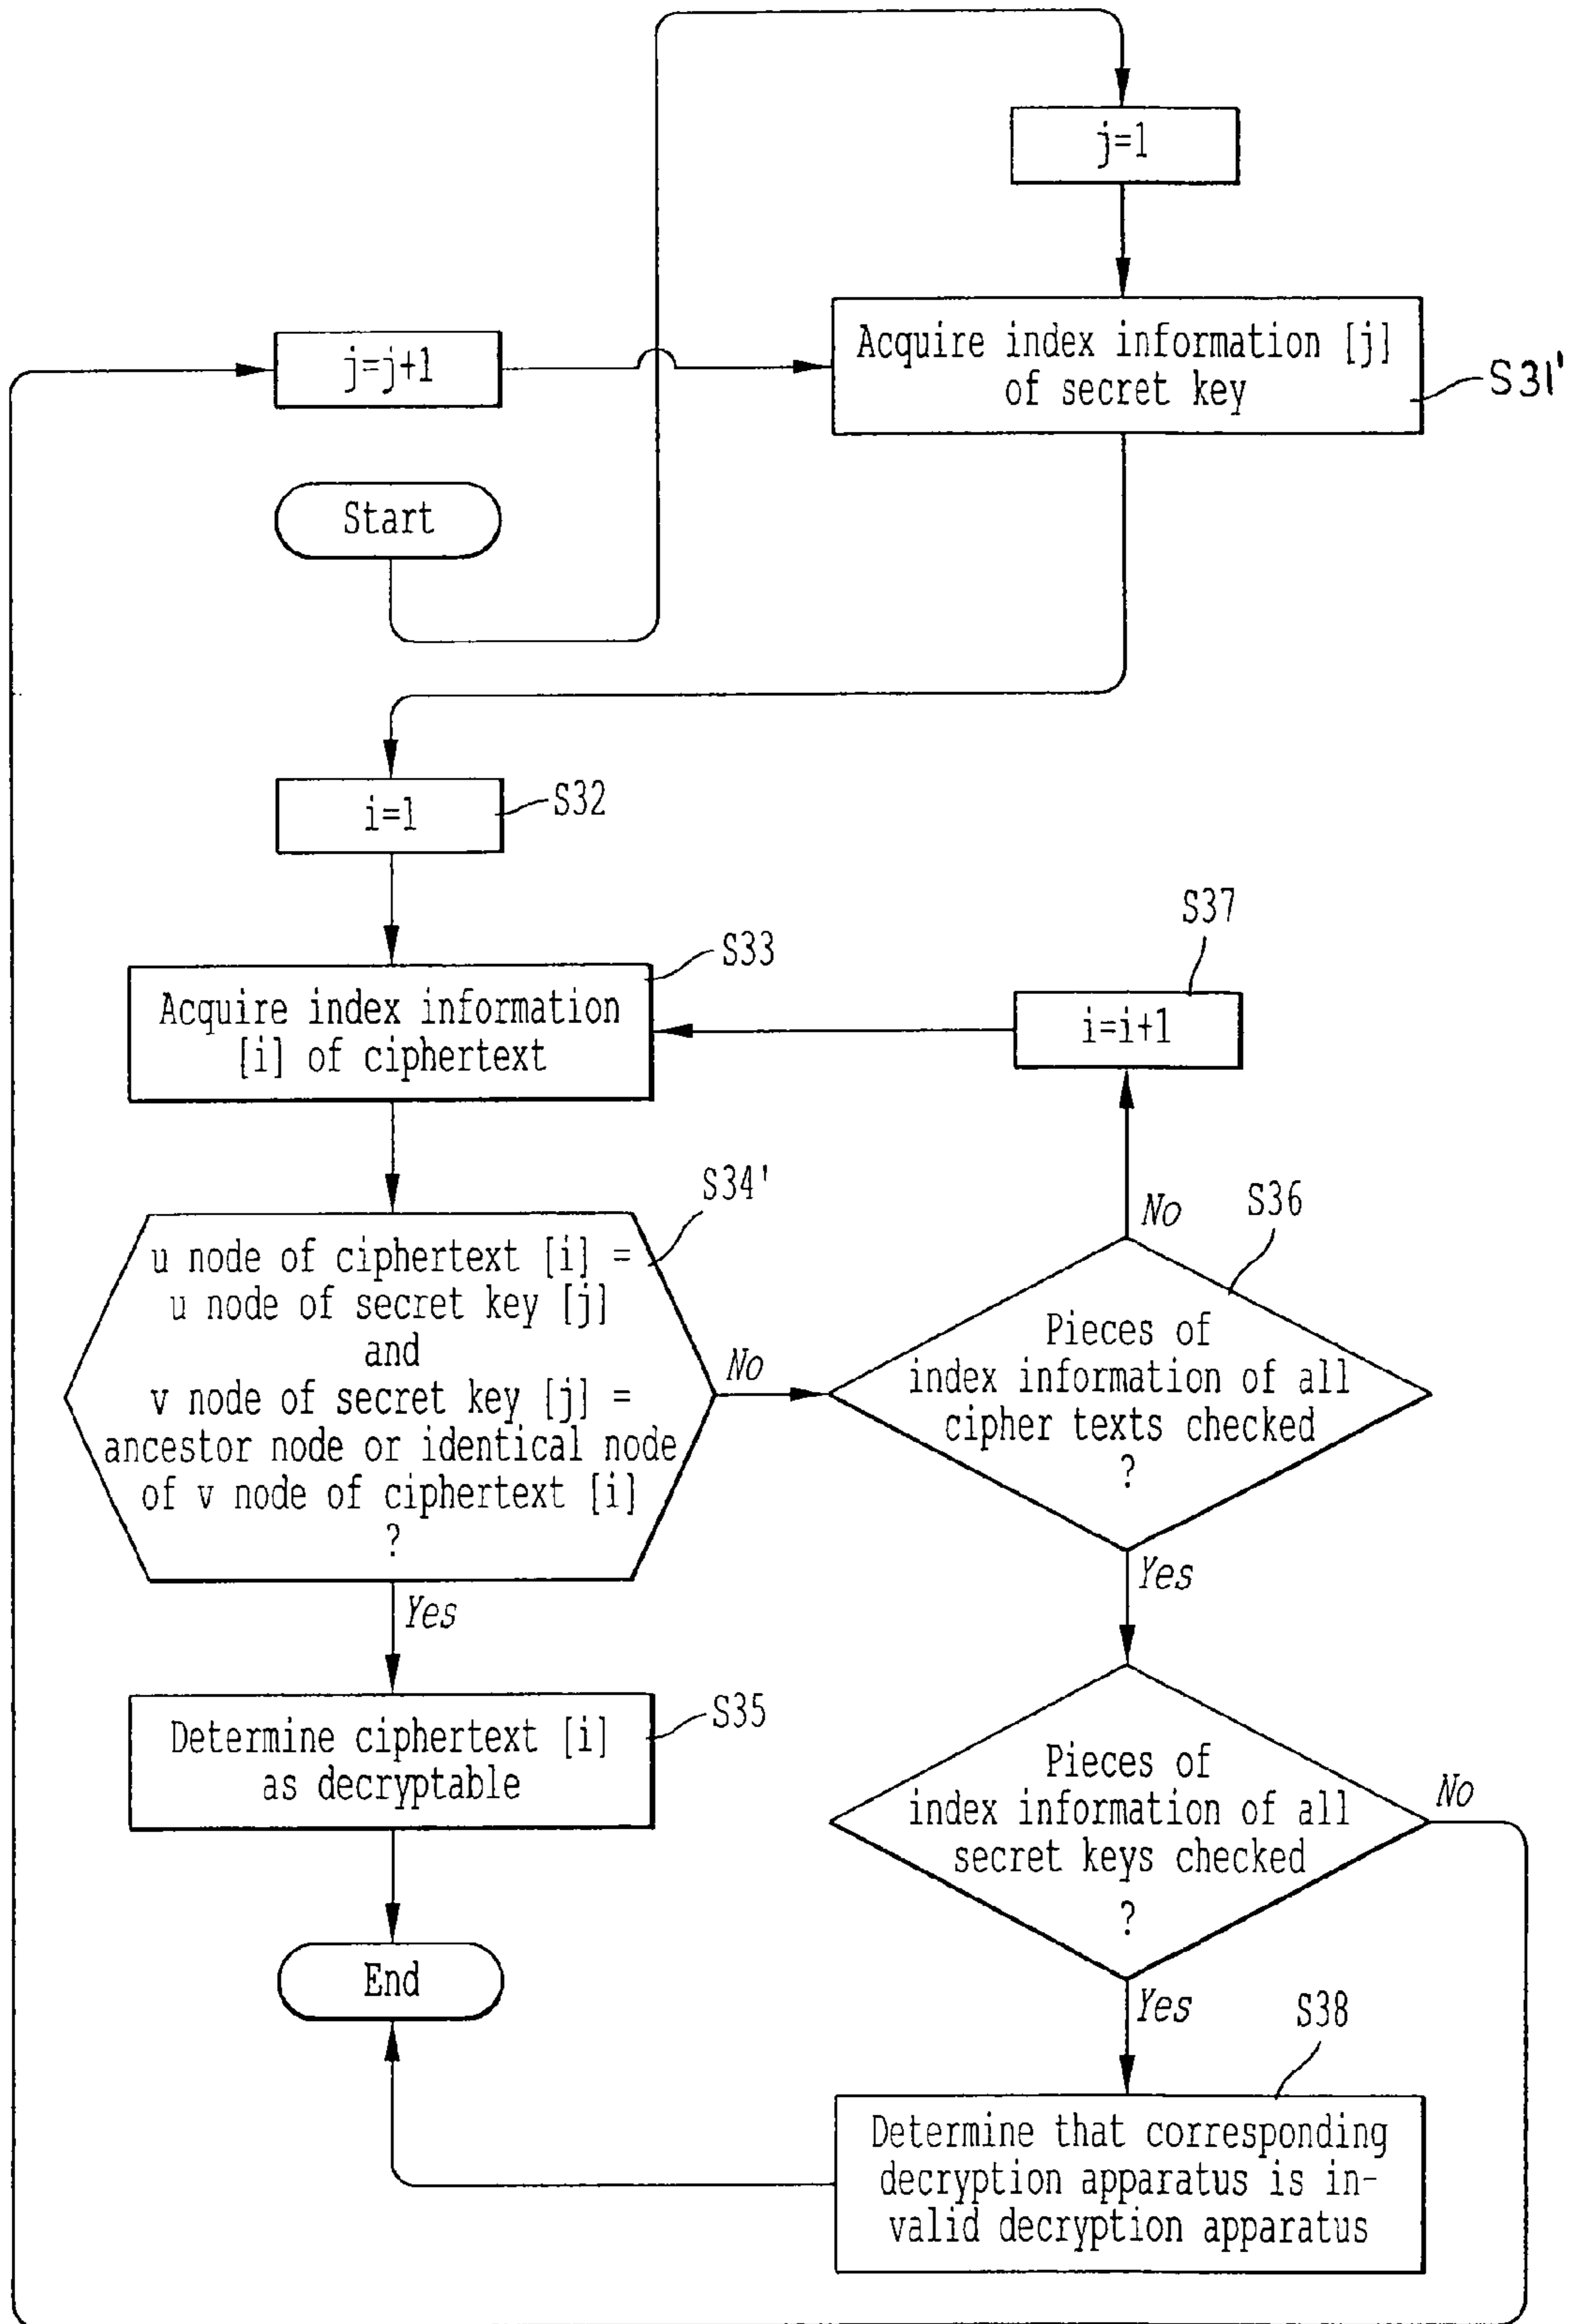 j=1
j=j+1
Acquire index information [j]
of secret key
S31'
Start
i=1
S32
S33
Acquire index information
[i] of ciphertext
S37
i=i+1
S34'
u node of ciphertext [i] =
u node of secret key [j]
and
v node of secret key [j] =
ancestor node or identical node
of v node of ciphertext [i]
?
No
Yes
S36
No
Pieces of
index information of all
cipher texts checked
?
Yes
S35
Determine ciphertext [i]
as decryptable
Pieces of
index information of all
secret keys checked
?
No
Yes
End
S38
Determine that corresponding
decryption apparatus is in-
valid decryption apparatus